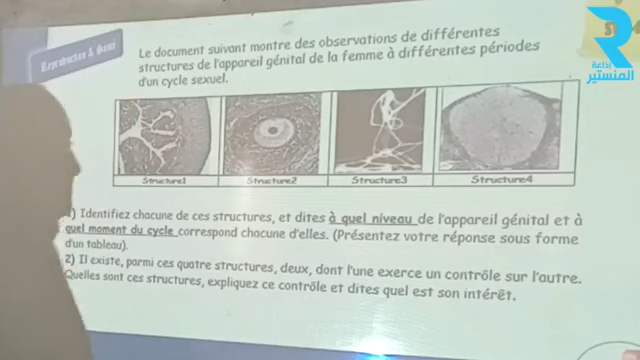 إذاعة
المنستير
Reproduction & Santé
Le document suivant montre des observations de différentes
structures de l'appareil génital de la femme à différentes périodes
d'un cycle sexuel.
Structure1 Structure2 Structure3 Structure4
1) Identifiez chacune de ces structures, et dites à quel niveau de l'appareil génital et à
quel moment du cycle correspond chacune d'elles. (Présentez votre réponse sous forme
d'un tableau).
2) Il existe, parmi ces quatre structures, deux, dont l'une exerce un contrôle sur l'autre.
Quelles sont ces structures, expliquez ce contrôle et dites quel est son intérêt.